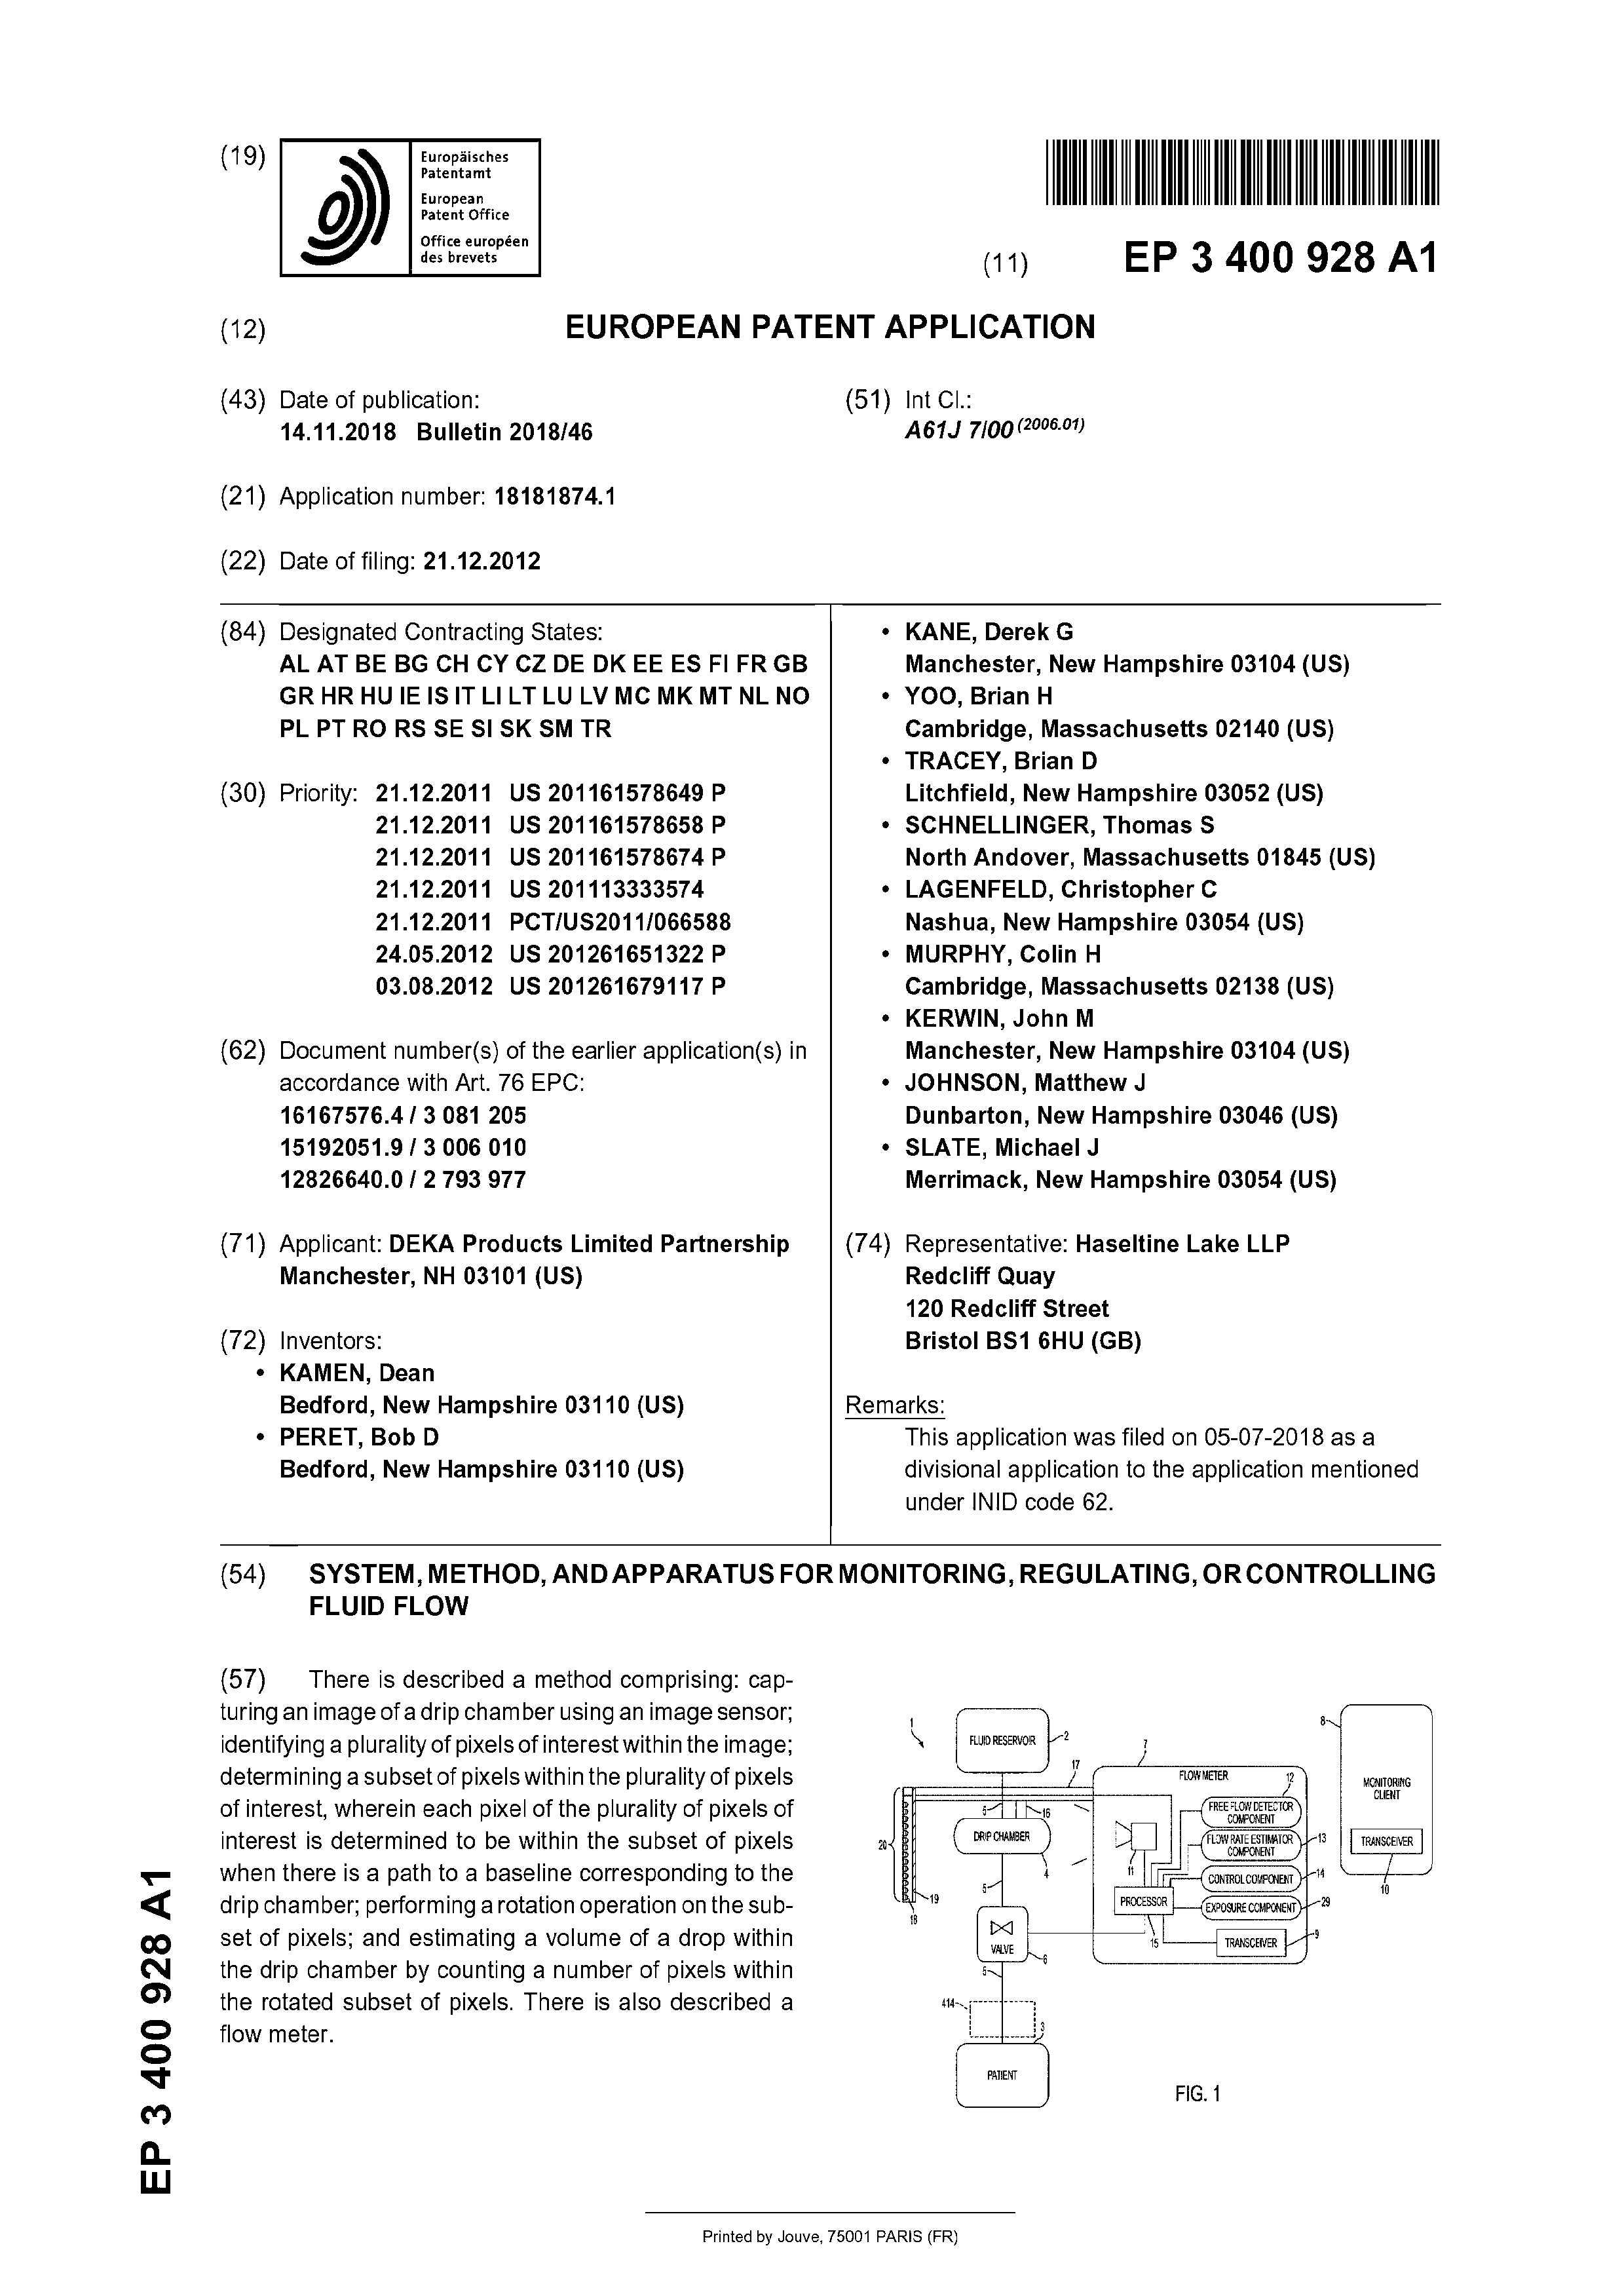 (19)
Europäisches
Patentamt
European
Patent Office
Office européen
des brevets
(11) EP 3 400 928 A1
(12) EUROPEAN PATENT APPLICATION
(43) Date of publication:
14.11.2018 Bulletin 2018/46
(51) Int Cl.:
A61J 7/00 (2006.01)
(21) Application number: 18181874.1
(22) Date of filing: 21.12.2012
(84) Designated Contracting States:
AL AT BE BG CH CY CZ DE DK EE ES FI FR GB
GR HR HU IE IS IT LI LT LU LV MC MK MT NL NO
PL PT RO RS SE SI SK SM TR
(30) Priority: 21.12.2011 US 201161578649 P
21.12.2011 US 201161578658 P
21.12.2011 US 201161578674 P
21.12.2011 US 201113333574
21.12.2011 PCT/US2011/066588
24.05.2012 US 201261651322 P
03.08.2012 US 201261679117 P
(62) Document number(s) of the earlier application(s) in
accordance with Art. 76 EPC:
16167576.4 / 3 081 205
15192051.9 / 3 006 010
12826640.0 / 2 793 977
(71) Applicant: DEKA Products Limited Partnership
Manchester, NH 03101 (US)
(72) Inventors:
• KAMEN, Dean
Bedford, New Hampshire 03110 (US)
• PERET, Bob D
Bedford, New Hampshire 03110 (US)
• KANE, Derek G
Manchester, New Hampshire 03104 (US)
• YOO, Brian H
Cambridge, Massachusetts 02140 (US)
• TRACEY, Brian D
Litchfield, New Hampshire 03052 (US)
• SCHNELLINGER, Thomas S
North Andover, Massachusetts 01845 (US)
• LAGENFELD, Christopher C
Nashua, New Hampshire 03054 (US)
• MURPHY, Colin H
Cambridge, Massachusetts 02138 (US)
• KERWIN, John M
Manchester, New Hampshire 03104 (US)
• JOHNSON, Matthew J
Dunbarton, New Hampshire 03046 (US)
• SLATE, Michael J
Merrimack, New Hampshire 03054 (US)
(74) Representative: Haseltine Lake LLP
Redcliff Quay
120 Redcliff Street
Bristol BS1 6HU (GB)
Remarks:
This application was filed on 05-07-2018 as a
divisional application to the application mentioned
under INID code 62.
(54) SYSTEM, METHOD, AND APPARATUS FOR MONITORING, REGULATING, OR CONTROLLING
FLUID FLOW
(57) There is described a method comprising: cap-
turing an image of a drip chamber using an image sensor;
identifying a plurality of pixels of interest within the image;
determining a subset of pixels within the plurality of pixels
of interest, wherein each pixel of the plurality of pixels of
interest is determined to be within the subset of pixels
when there is a path to a baseline corresponding to the
drip chamber; performing a rotation operation on the sub-
set of pixels; and estimating a volume of a drop within
the drip chamber by counting a number of pixels within
the rotated subset of pixels. There is also described a
flow meter.
1
FLUID RESERVOIR
2
17
7
8
FLOW METER
12
MONITORING
CLIENT
5
16
FREE FLOW DETECTOR
COMPONENT
20
DRIP CHAMBER
11
FLOW RATE ESTIMATOR
COMPONENT
13
TRANSCEIVER
4
CONTROL COMPONENT
14
10
5
19
18
PROCESSOR
EXPOSURE COMPONENT
29
VALVE
6
15
TRANSCEIVER
9
5
414
3
PATIENT
FIG. 1
EP 3 400 928 A1
Printed by Jouve, 75001 PARIS (FR)